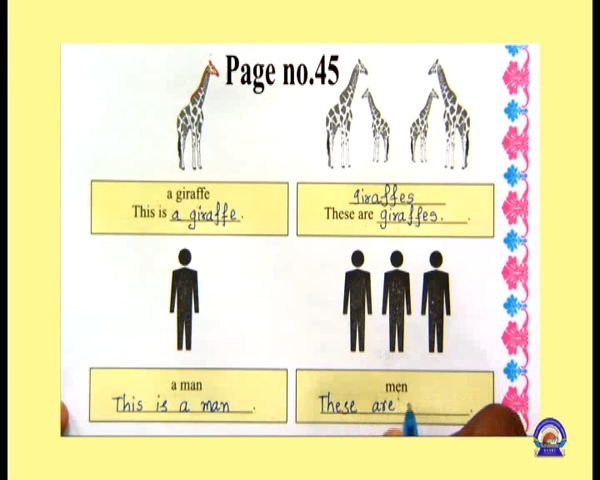 Page no.45
a giraffe
This is a giraffe.
giraffes
These are giraffes.
a man
This is a man.
men
These are